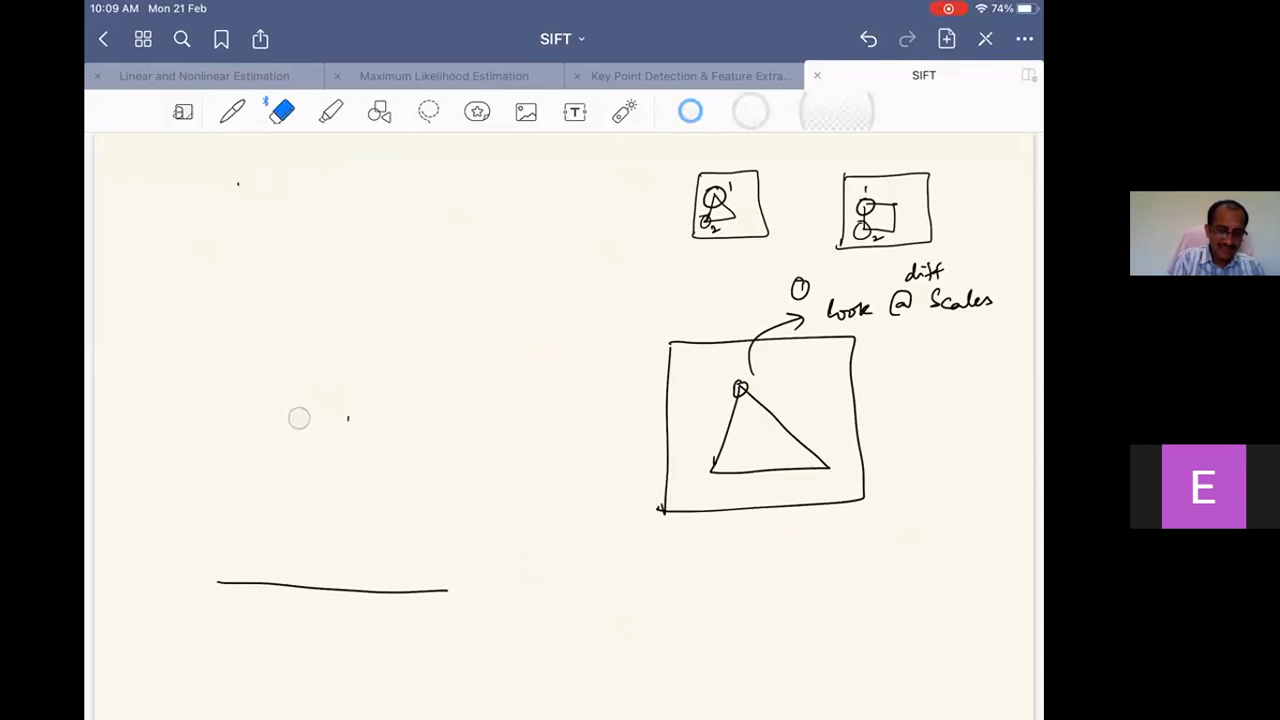 10:09 AM Mon 21 Feb
74%
SIFT
Linear and Nonlinear Estimation
Maximum Likelihood Estimation
Key Point Detection & Feature Extra...
SIFT
T
1
2
1
2
diff
① look @ Scales
E